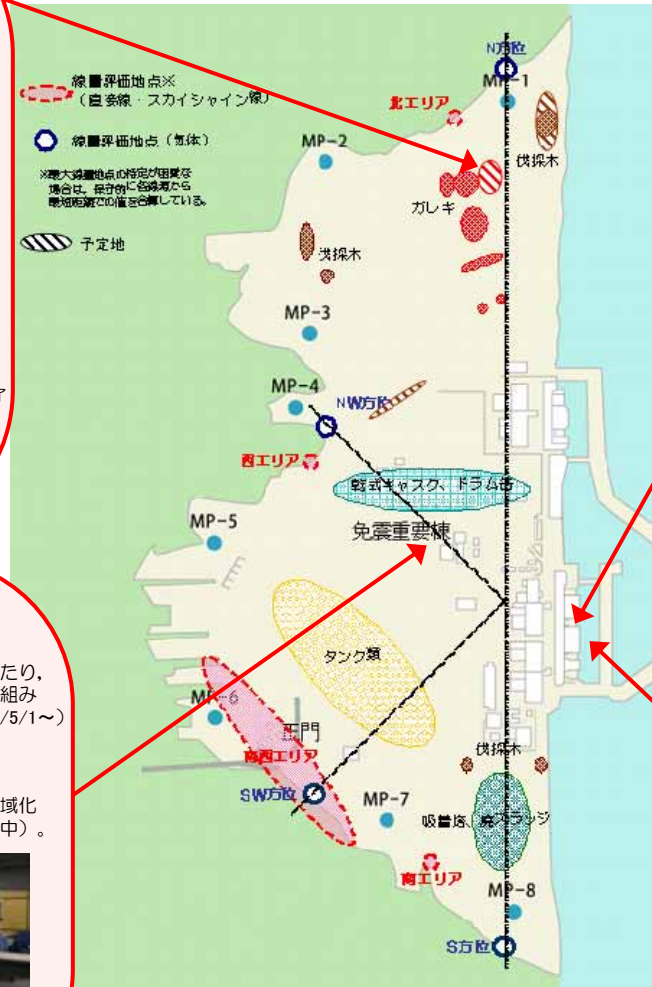 線量評価地点※
(直接線・スカイシャイン線)
線量評価地点(気体)
※最大線量地点の特定が困難な
場合は、保守的に各線源から
最短距離での値を合算している。
予定地
N方位
MP-1
北エリア
MP-2
伐採木
ガレキ
伐採木
MP-3
MP-4
NW方位
西エリア
乾式キャスク、ドラム缶
MP-5
免震重要棟
タンク類
たり,
組み
/5/1~)
MP-6
正門
南西エリア
伐採木
SW方位
MP-7
吸着塔、廃スラッジ
域化
中)。
南エリア
MP-8
S方位